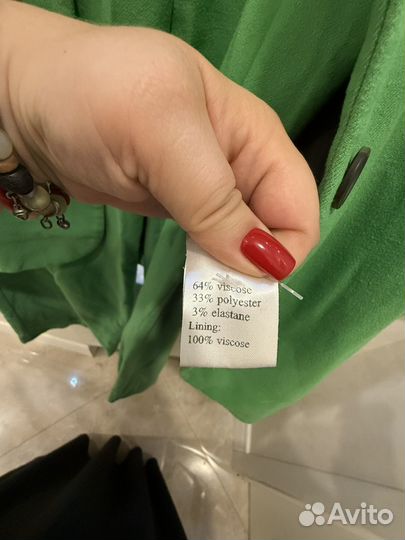 64% viscose
33% polyester
3% elastane
Lining:
100% viscose
Avito